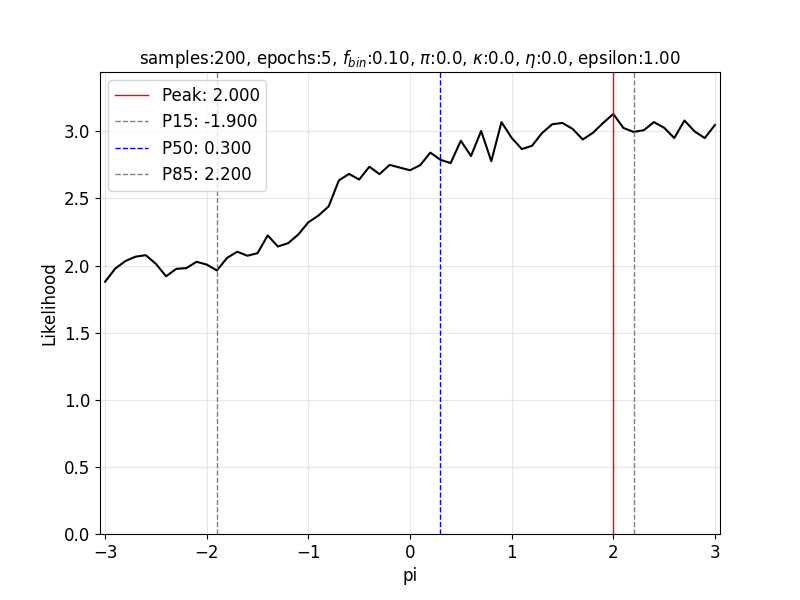 samples:200, epochs:5, f_bin:0.10, π:0.0, κ:0.0, η:0.0, epsilon:1.00
Peak: 2.000
P15: -1.900
P50: 0.300
P85: 2.200
Likelihood
3.0
2.5
2.0
1.5
1.0
0.5
0.0
−3
−2
−1
0
1
2
3
pi